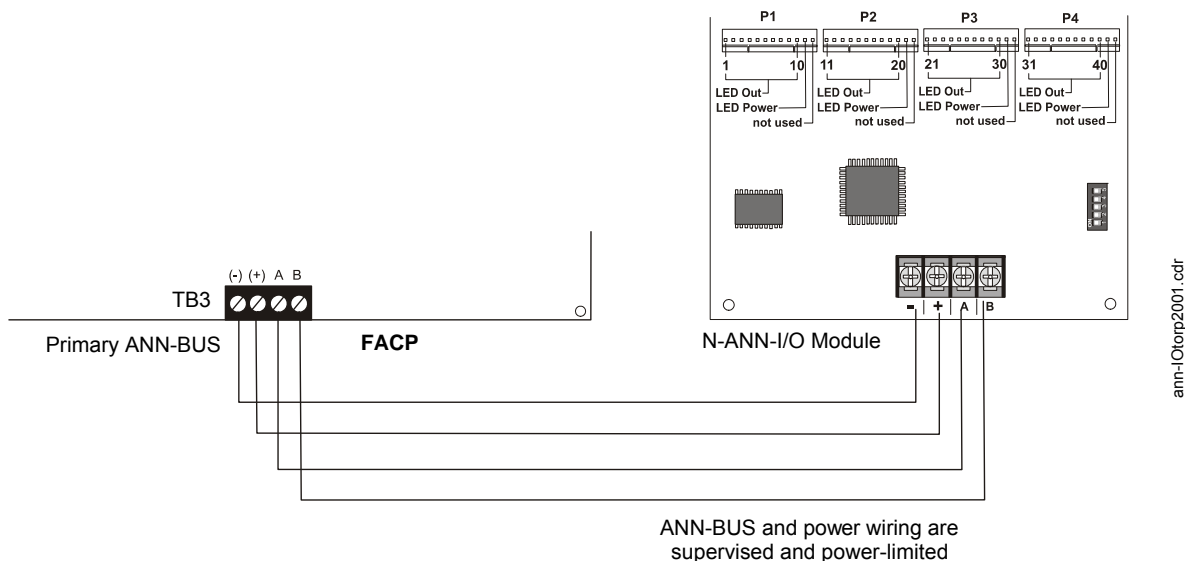 P1 P2 P3 P4
1 10 11 20 21 30 31 40
LED Out LED Out LED Out LED Out
LED Power LED Power LED Power LED Power
not used not used not used not used
(-) (+) A B
TB3
- + A B
Primary ANN-BUS
FACP
N-ANN-I/O Module
ANN-BUS and power wiring are
supervised and power-limited
ann-IOtorp2001.cdr